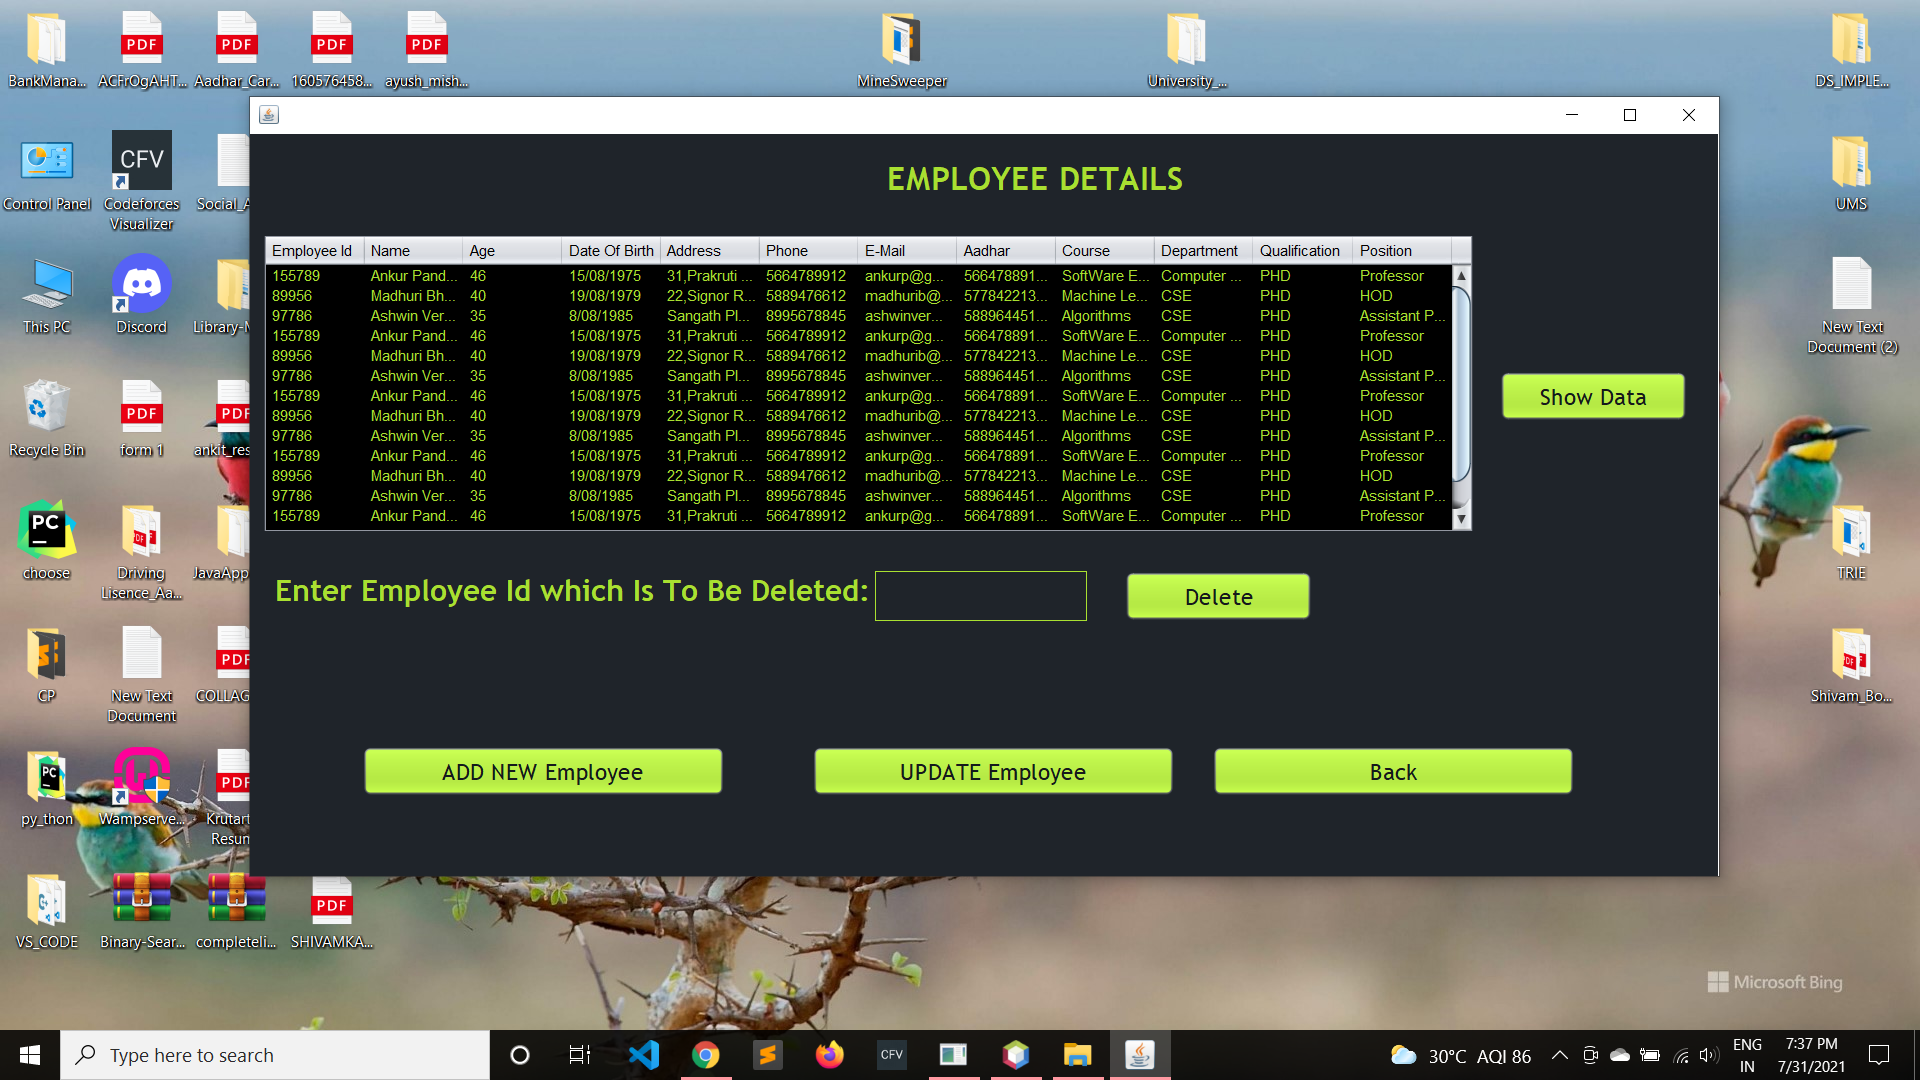 BankMana...
ACFrOgAHT...
Aadhar_Car...
160576458...
ayush_mish...
MineSweeper
University_...
DS_IMPLE...
Control Panel
CFV
Codeforces
Visualizer
Social_A
UMS
This PC
Discord
Library-M
New Text
Document (2)
Recycle Bin
form 1
ankit_res
choose
Driving
Lisence_Aa...
JavaApp
TRIE
CP
New Text
Document
COLLAG
Shivam_Bo...
py_thon
Wampserve...
Krutart
Resum
VS_CODE
Binary-Sear...
completeli...
SHIVAMKA...
EMPLOYEE DETAILS
Employee Id Name Age Date Of Birth Address Phone E-Mail Aadhar Course Department Qualification Position
155789 Ankur Pand... 46 15/08/1975 31,Prakruti ... 5664789912 ankurp@g... 566478891... SoftWare E... Computer ... PHD Professor
89956 Madhuri Bh... 40 19/08/1979 22,Signor R... 5889476612 madhurib@... 577842213... Machine Le... CSE PHD HOD
97786 Ashwin Ver... 35 8/08/1985 Sangath Pl... 8995678845 ashwinver... 588964451... Algorithms CSE PHD Assistant P...
155789 Ankur Pand... 46 15/08/1975 31,Prakruti ... 5664789912 ankurp@g... 566478891... SoftWare E... Computer ... PHD Professor
89956 Madhuri Bh... 40 19/08/1979 22,Signor R... 5889476612 madhurib@... 577842213... Machine Le... CSE PHD HOD
97786 Ashwin Ver... 35 8/08/1985 Sangath Pl... 8995678845 ashwinver... 588964451... Algorithms CSE PHD Assistant P...
155789 Ankur Pand... 46 15/08/1975 31,Prakruti ... 5664789912 ankurp@g... 566478891... SoftWare E... Computer ... PHD Professor
89956 Madhuri Bh... 40 19/08/1979 22,Signor R... 5889476612 madhurib@... 577842213... Machine Le... CSE PHD HOD
97786 Ashwin Ver... 35 8/08/1985 Sangath Pl... 8995678845 ashwinver... 588964451... Algorithms CSE PHD Assistant P...
155789 Ankur Pand... 46 15/08/1975 31,Prakruti ... 5664789912 ankurp@g... 566478891... SoftWare E... Computer ... PHD Professor
89956 Madhuri Bh... 40 19/08/1979 22,Signor R... 5889476612 madhurib@... 577842213... Machine Le... CSE PHD HOD
97786 Ashwin Ver... 35 8/08/1985 Sangath Pl... 8995678845 ashwinver... 588964451... Algorithms CSE PHD Assistant P...
155789 Ankur Pand... 46 15/08/1975 31,Prakruti ... 5664789912 ankurp@g... 566478891... SoftWare E... Computer ... PHD Professor
Show Data
Enter Employee Id which Is To Be Deleted:
Delete
ADD NEW Employee
UPDATE Employee
Back
Microsoft Bing
Type here to search
CFV
30°C AQI 86
ENG
IN
7:37 PM
7/31/2021